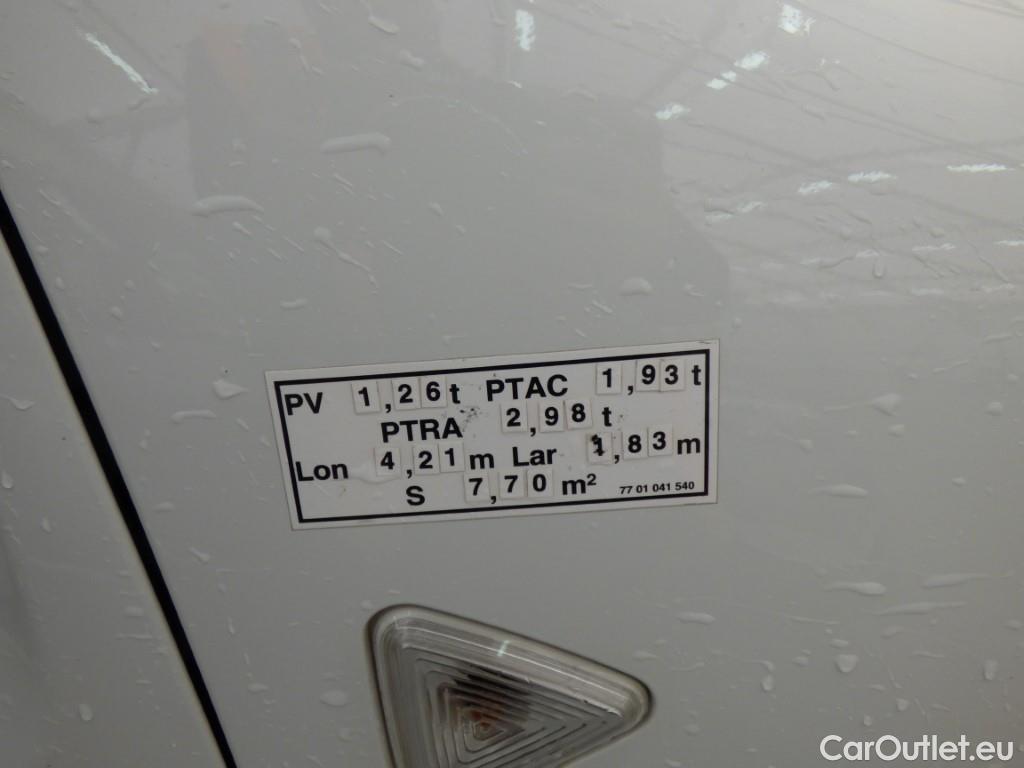 PV 1,26t PTAC 1,93t
PTRA 2,98t
Lon 4,21m Lar 1,83m
S 7,70m² 77 01 041 540
CarOutlet.eu